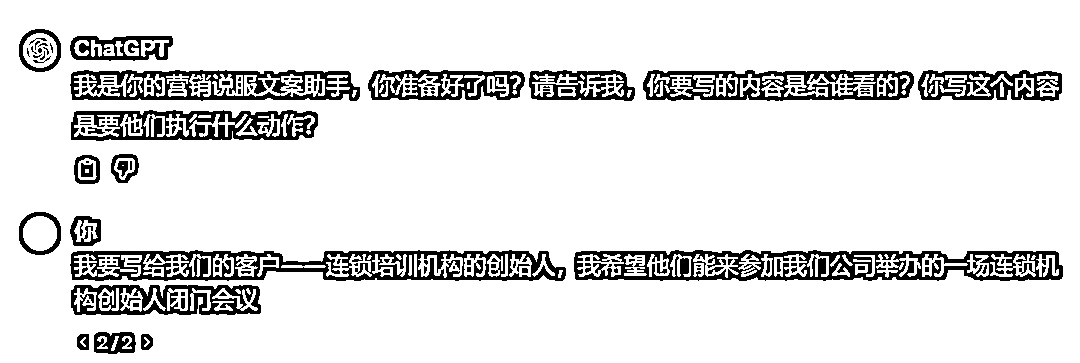 ChatGPT
我是你的营销说服文案助手，你准备好了吗？请告诉我，你要写的内容是给谁看的？你写这个内容
是要他们执行什么动作？
你
我要写给我们的客户——连锁培训机构的创始人，我希望他们能来参加我们公司举办的一场连锁机
构创始人闭门会议
2/2